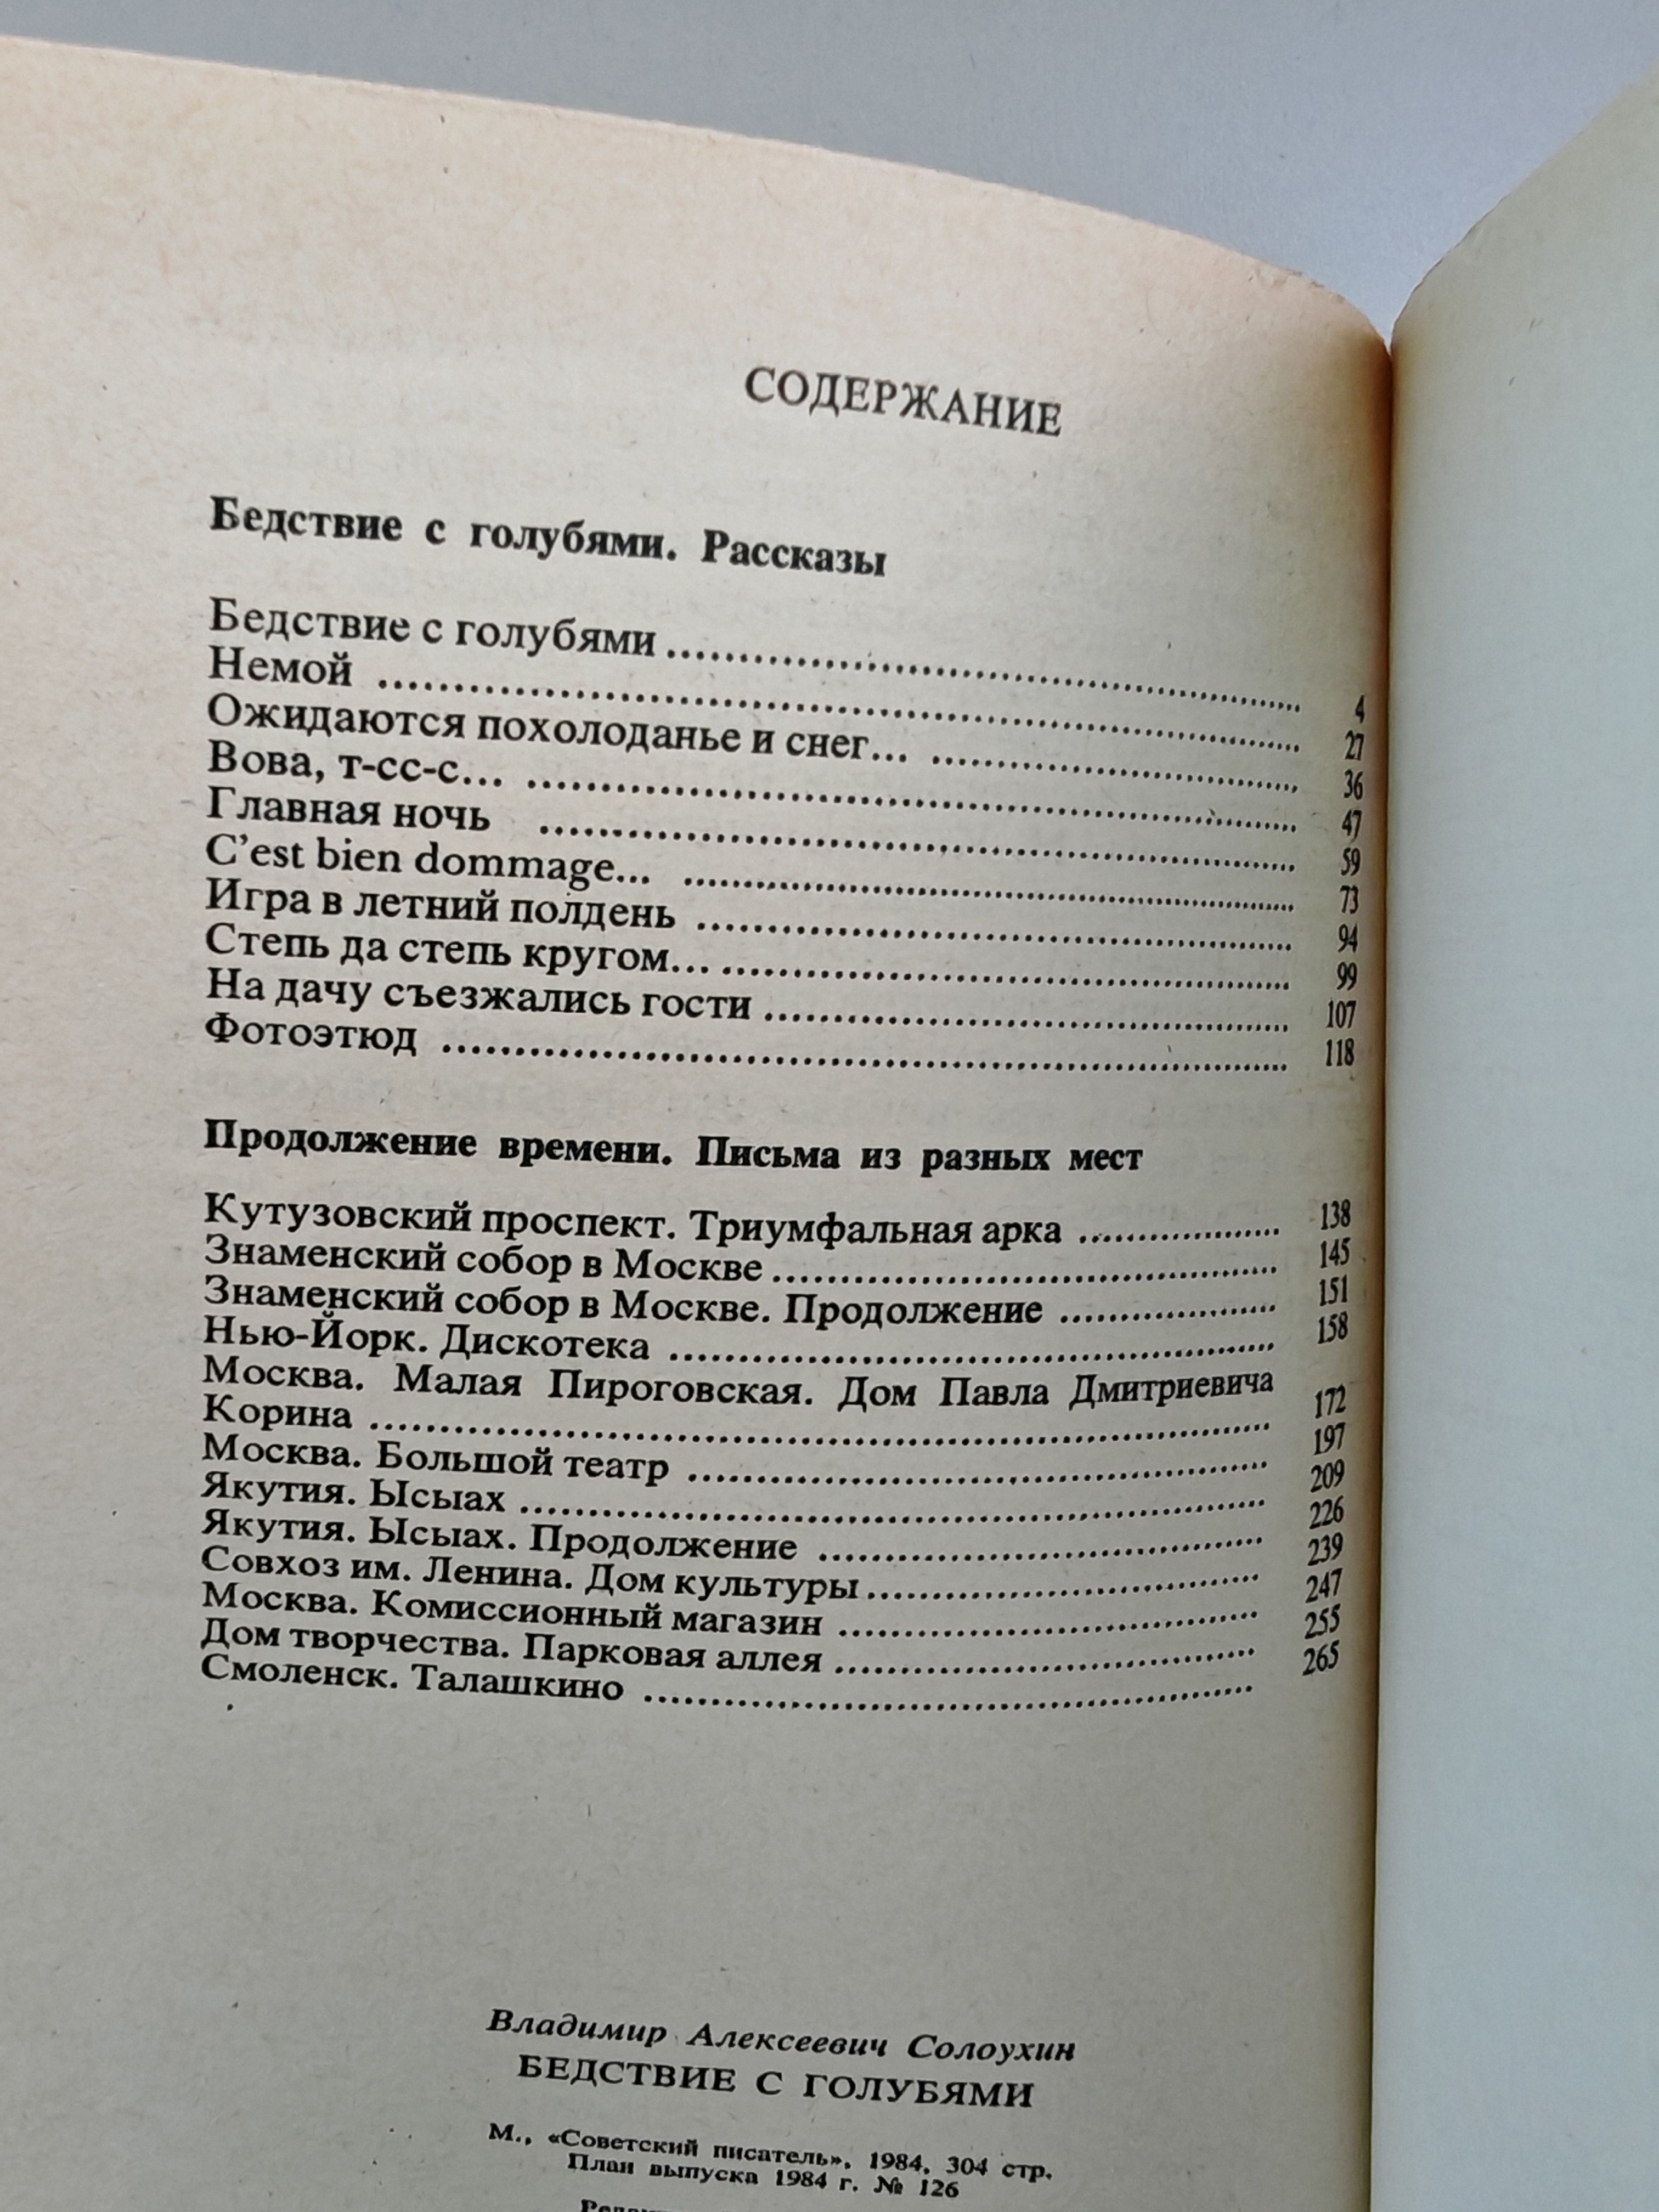 СОДЕРЖАНИЕ
Бедствие с голубями. Рассказы
Бедствие с голубями ........................ 4
Немой ........................ 27
Ожидаются похолоданье и снег... ........................ 36
Вова, т-сс-с... ........................ 47
Главная ночь ........................ 59
C'est bien dommage... ........................ 73
Игра в летний полдень ........................ 94
Степь да степь кругом... ........................ 99
На дачу съезжались гости ........................ 107
Фотоэтюд ........................ 118
Продолжение времени. Письма из разных мест
Кутузовский проспект. Триумфальная арка ........................ 138
Знаменский собор в Москве ........................ 145
Знаменский собор в Москве. Продолжение ........................ 151
Нью-Йорк. Дискотека ........................ 158
Москва. Малая Пироговская. Дом Павла Дмитриевича
Корина ........................ 172
Москва. Большой театр ........................ 197
Якутия. Ысыах ........................ 209
Якутия. Ысыах. Продолжение ........................ 226
Совхоз им. Ленина. Дом культуры ........................ 239
Москва. Комиссионный магазин ........................ 247
Дом творчества. Парковая аллея ........................ 255
Смоленск. Талашкино ........................ 265
Владимир Алексеевич Солоухин
БЕДСТВИЕ С ГОЛУБЯМИ
М., «Советский писатель», 1984, 304 стр.
План выпуска 1984 г. № 126